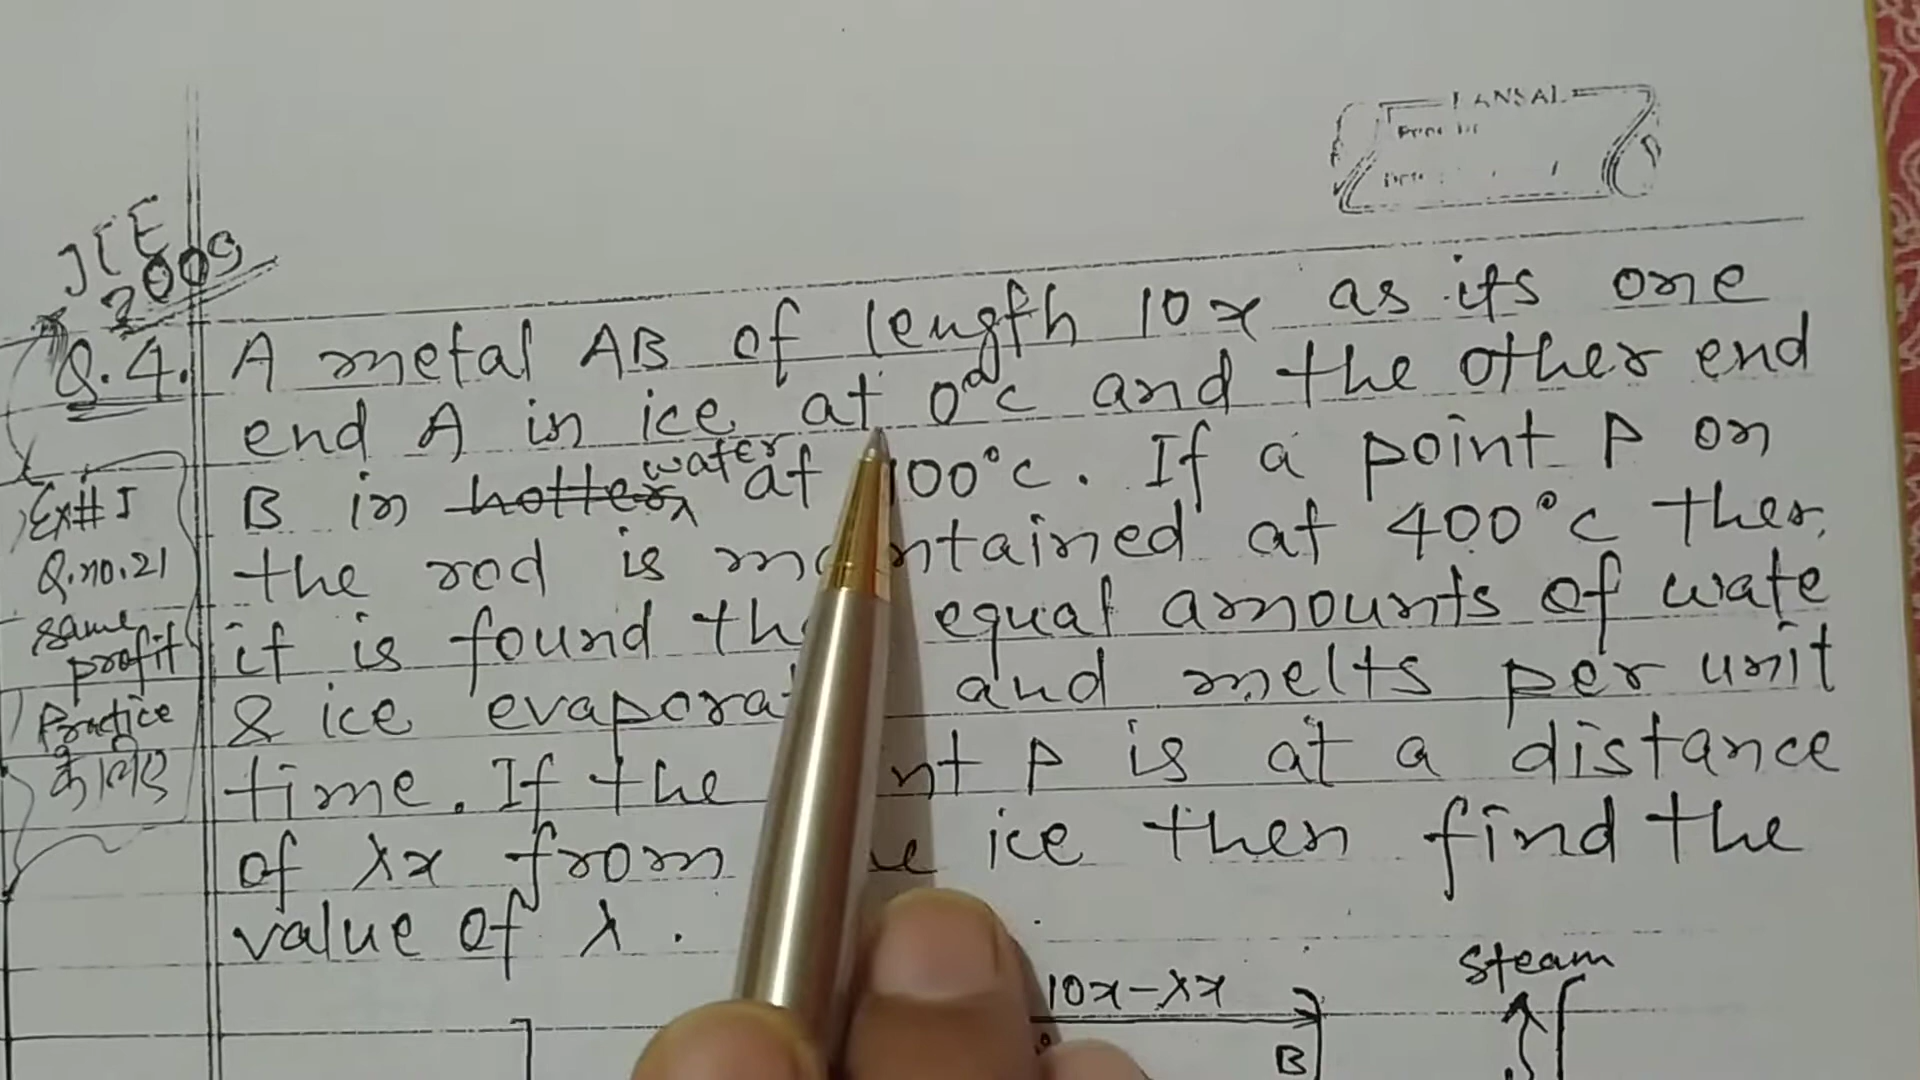 BANSAL
JEE
2009
Q.4. A metal AB of length 10x as its one
end A in ice at 0°C and the other end
B in hotter water at 100°C. If a point P on
the rod is maintained at 400°C then
it is found equal amounts of wate
& ice and melts per unit
time. If the P is at a distance
of λx from ice then find the
value of λ.
Ex# I
Q.no.21
same
profit
Practice
के लिए
10x-λx
Steam
B